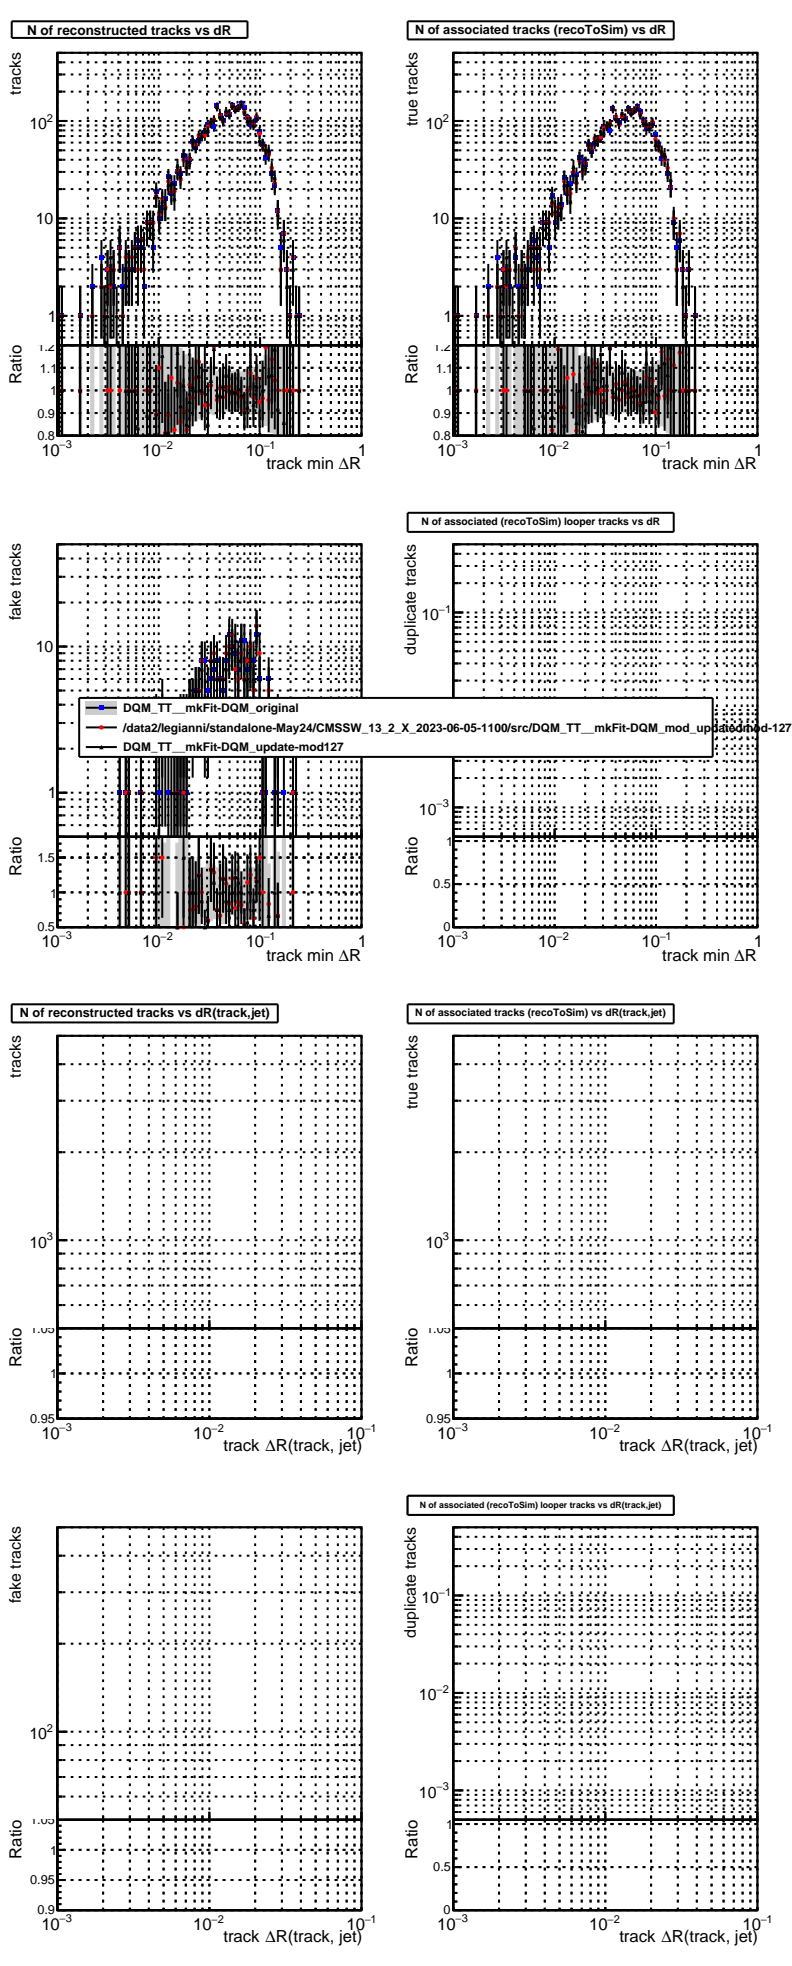 N of reconstructed tracks vs dR
tracks
10²
10
1
Ratio
1.2
1.1
1
0.9
0.8
10⁻³
10⁻²
10⁻¹
1
track min ΔR
N of associated tracks (recoToSim) vs dR
true tracks
10²
10
1
Ratio
1.2
1.1
1
0.9
0.8
10⁻³
10⁻²
10⁻¹
1
track min ΔR
fake tracks
10
1
Ratio
1.5
1
0.5
10⁻³
10⁻²
10⁻¹
1
track min ΔR
N of associated (recoToSim) looper tracks vs dR
duplicate tracks
10⁻¹
10⁻³
Ratio
1
0.5
0
10⁻³
10⁻²
10⁻¹
1
track min ΔR
DQM_TT__mkFit-DQM_original
/data2/legianni/standalone-May24/CMSSW_13_2_X_2023-06-05-1100/src/DQM_TT__mkFit-DQM_mod_updatedmod-127
DQM_TT__mkFit-DQM_update-mod127
N of reconstructed tracks vs dR(track,jet)
tracks
10³
Ratio
1.05
1
0.95
10⁻³
10⁻²
10⁻¹
track ΔR(track, jet)
N of associated tracks (recoToSim) vs dR(track,jet)
true tracks
10³
Ratio
1.05
1
0.95
10⁻³
10⁻²
10⁻¹
track ΔR(track, jet)
fake tracks
10²
Ratio
1.05
1
0.95
0.9
10⁻³
10⁻²
10⁻¹
track ΔR(track, jet)
N of associated (recoToSim) looper tracks vs dR(track,jet)
duplicate tracks
10⁻¹
10⁻²
10⁻³
Ratio
1
0.5
0
10⁻³
10⁻²
10⁻¹
track ΔR(track, jet)